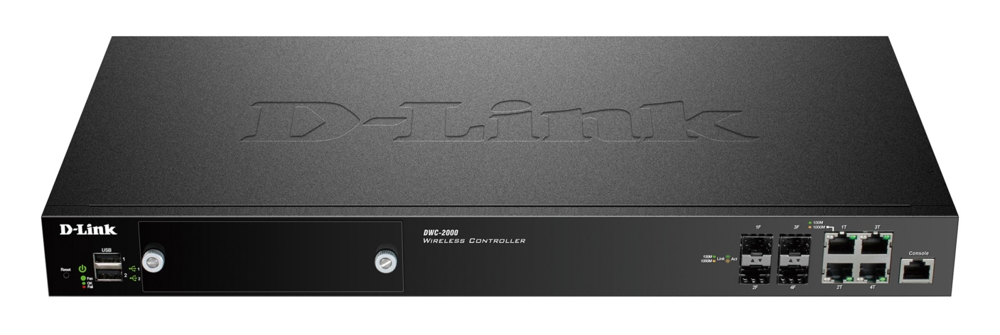 D-Link
D-Link
DWC-2000
WIRELESS CONTROLLER
USB
1
2
1
2
Reset
Fan
OK
Fail
100M
1000M
Link
Act
1F
3F
2F
4F
100M
1000M
1T
3T
2T
4T
Console